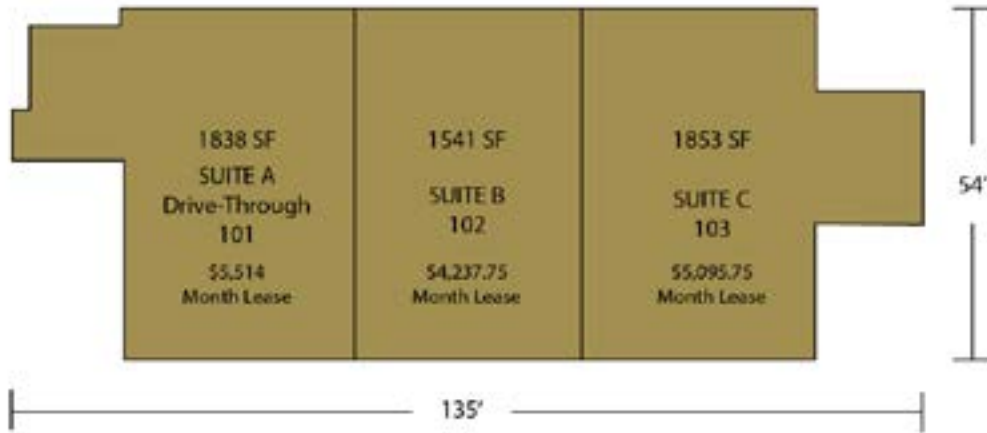 1838 SF
SUITE A
Drive-Through
101
$5,514
Month Lease
1541 SF
SUITE B
102
$4,237.75
Month Lease
1853 SF
SUITE C
103
$5,095.75
Month Lease
54'
135'